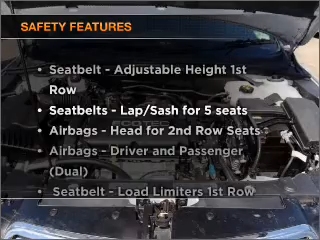 SAFETY FEATURES
• Seatbelt - Adjustable Height 1st
Row
• Seatbelts - Lap/Sash for 5 seats
• Airbags - Head for 2nd Row Seats
• Airbags - Driver and Passenger
(Dual)
• Seatbelt - Load Limiters 1st Row